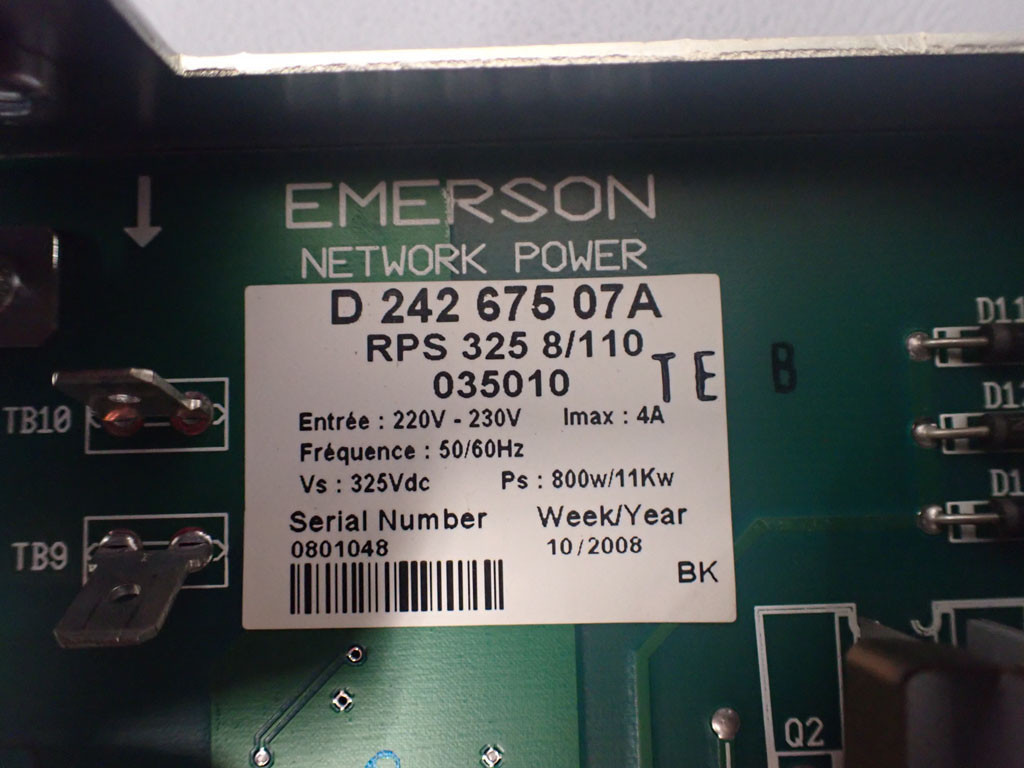 EMERSON
NETWORK POWER
D 242 675 07A
RPS 325 8/110
035010
TE
B
Entrée : 220V - 230V Imax : 4A
Fréquence : 50/60Hz
Vs : 325Vdc Ps : 800w/11Kw
Serial Number Week/Year
0801048 10/2008
BK
TB10
TB9
D11
Q2